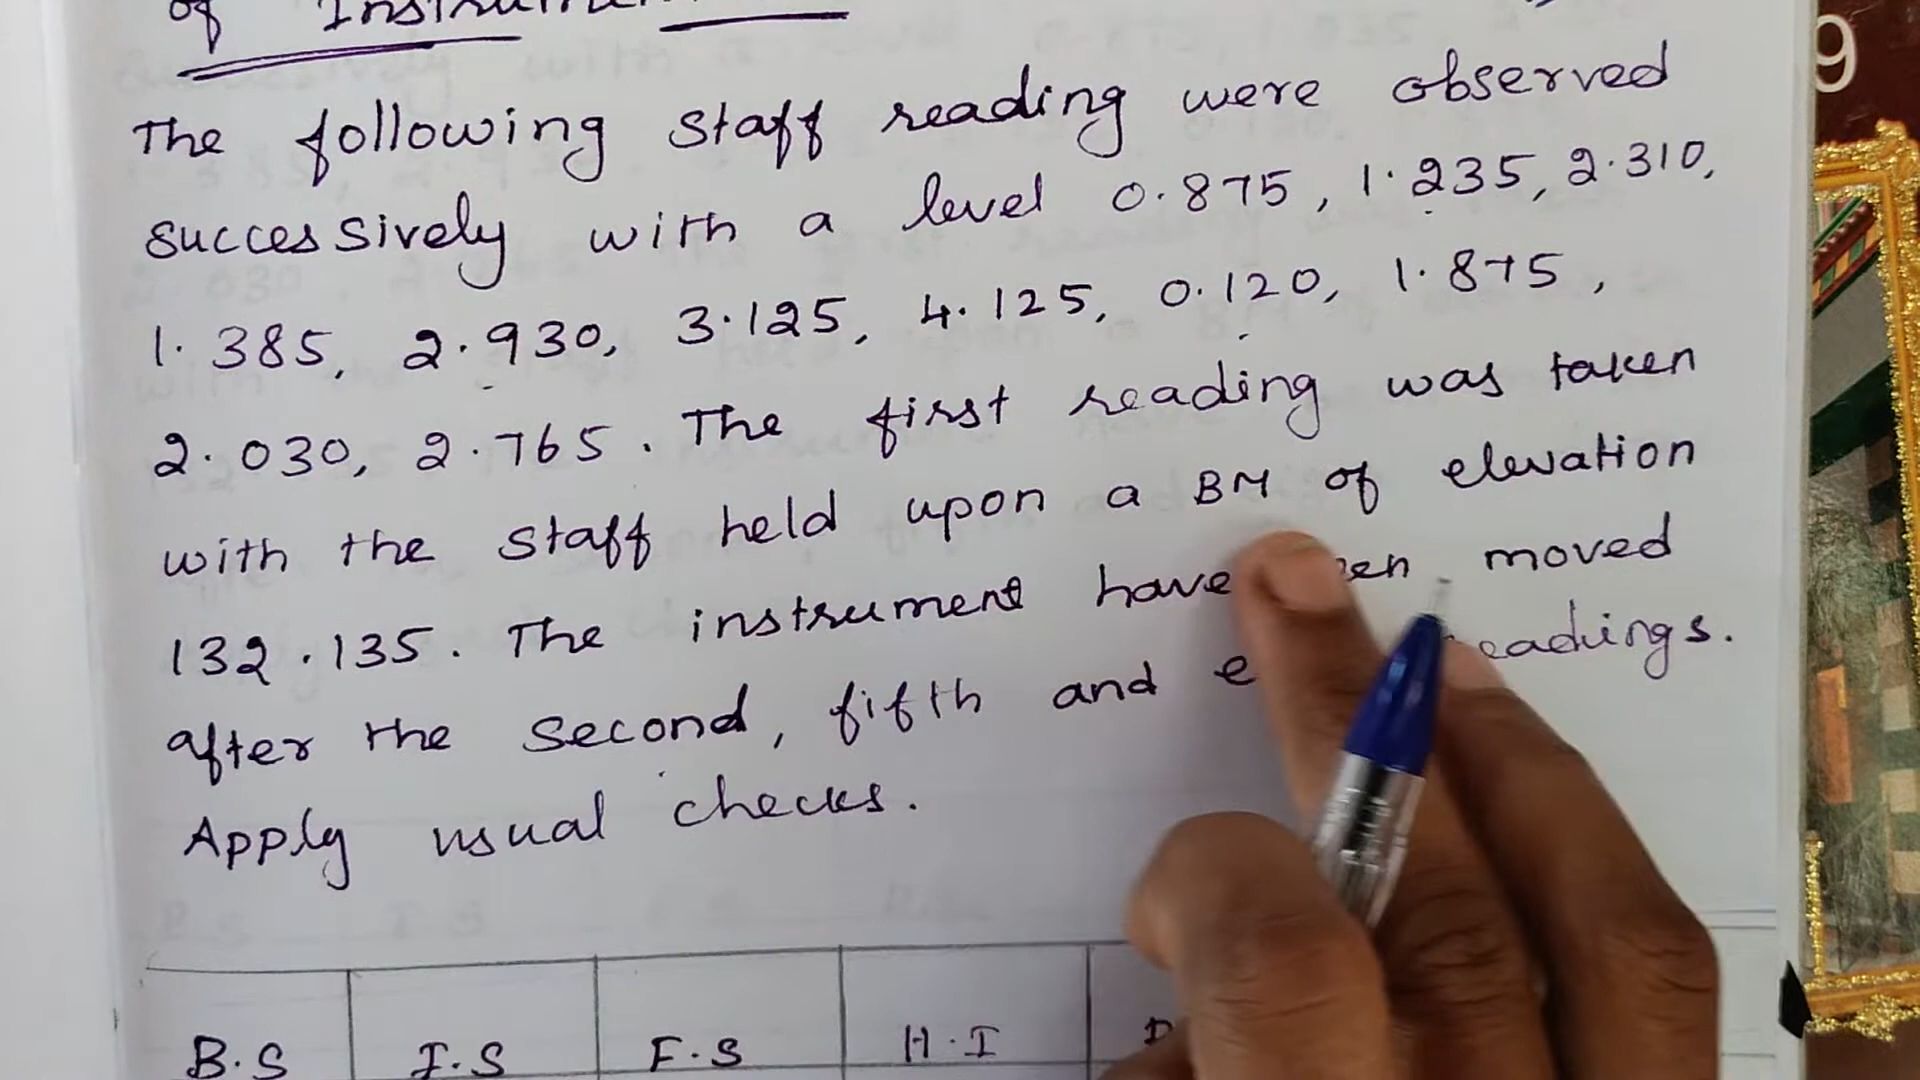 of
The following staff reading were observed
successively with a level 0.875, 1.235, 2.310,
1.385, 2.930, 3.125, 4.125, 0.120, 1.875,
2.030, 2.765. The first reading was taken
with the staff held upon a BM of elevation
132.135. The instrument have moved
after the second, fifth and
Apply usual checks.
B.S I.S F.S H.I
9